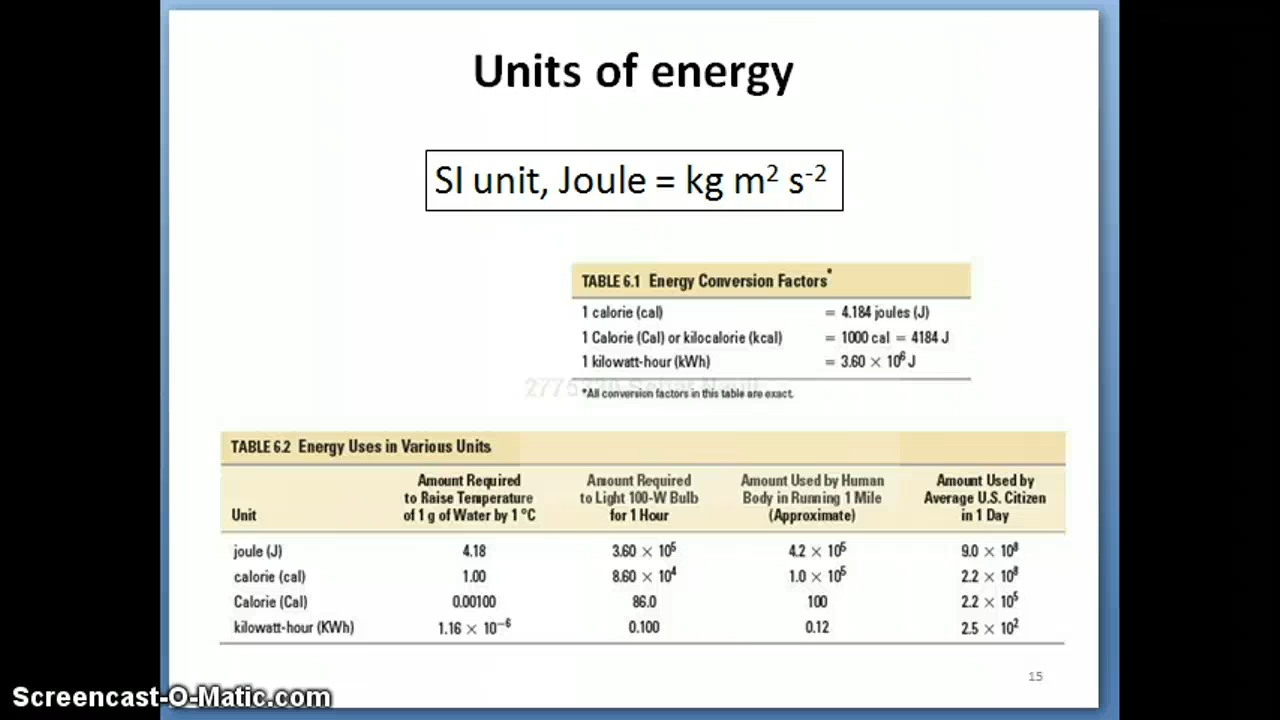 Units of energy
SI unit, Joule = kg m² s⁻²
TABLE 6.1 Energy Conversion Factors*
1 calorie (cal) = 4.184 joules (J)
1 Calorie (Cal) or kilocalorie (kcal) = 1000 cal = 4184 J
1 kilowatt-hour (kWh) = 3.60 × 10⁶ J
*All conversion factors in this table are exact.
TABLE 6.2 Energy Uses in Various Units
Unit
Amount Required
to Raise Temperature
of 1 g of Water by 1 °C
Amount Required
to Light 100-W Bulb
for 1 Hour
Amount Used by Human
Body in Running 1 Mile
(Approximate)
Amount Used by
Average U.S. Citizen
in 1 Day
joule (J) 4.18 3.60 × 10⁵ 4.2 × 10⁵ 9.0 × 10⁸
calorie (cal) 1.00 8.60 × 10⁴ 1.0 × 10⁵ 2.2 × 10⁸
Calorie (Cal) 0.00100 86.0 100 2.2 × 10⁵
kilowatt-hour (KWh) 1.16 × 10⁻⁶ 0.100 0.12 2.5 × 10²
15
Screencast-O-Matic.com